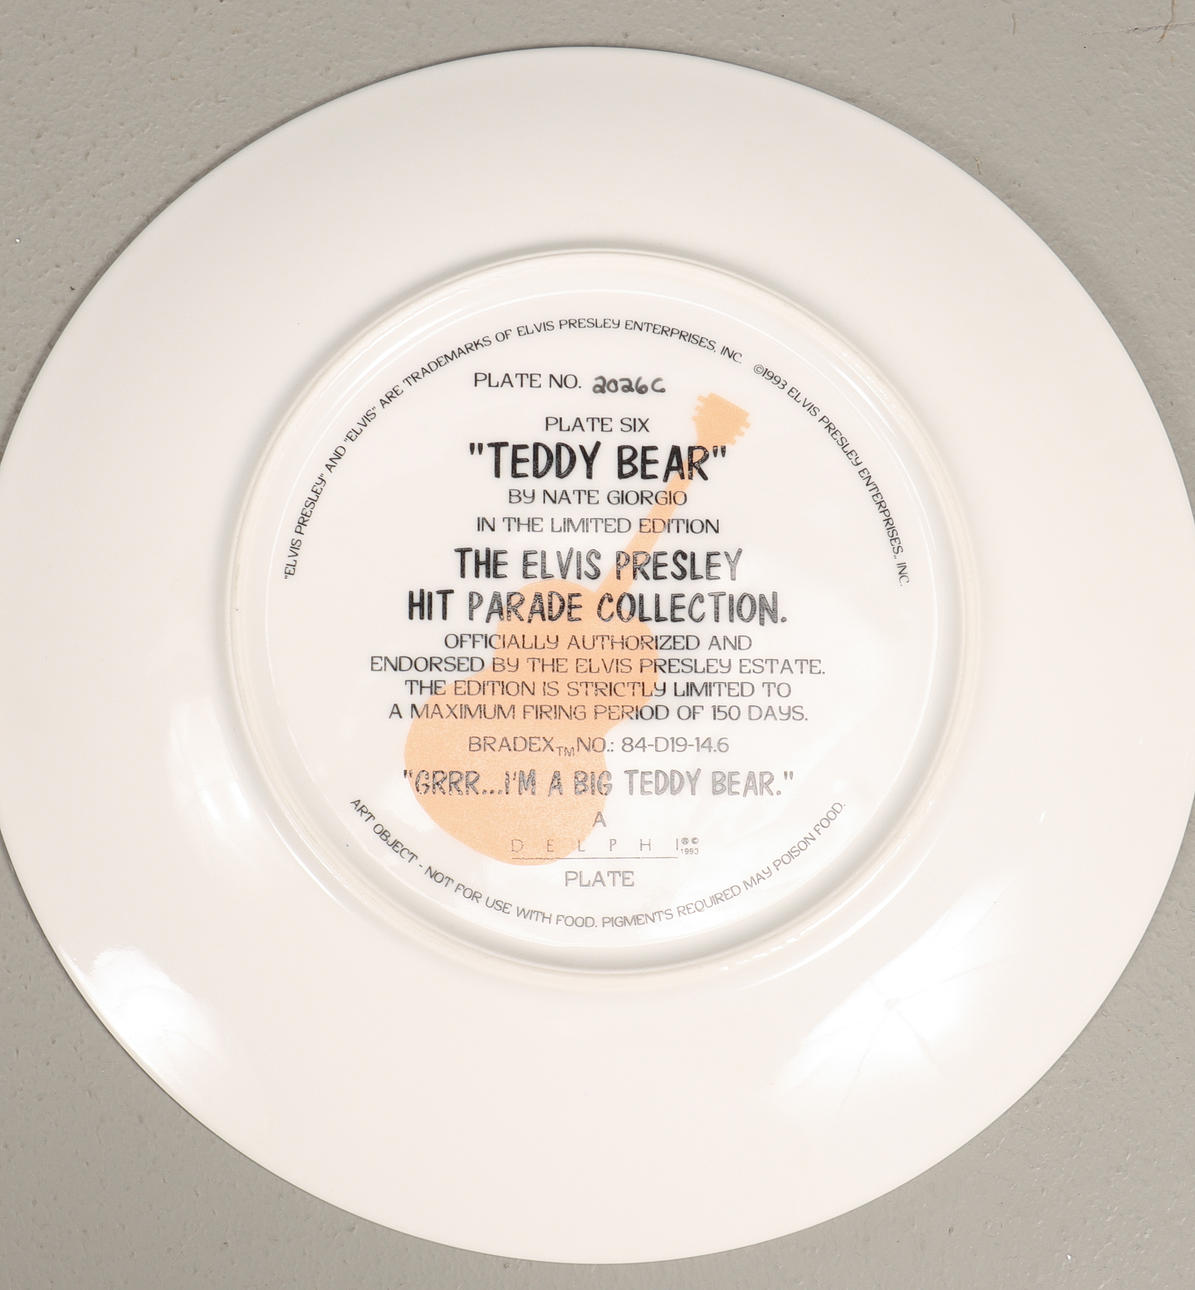 "ELVIS PRESLEY" AND "ELVIS" ARE TRADEMARKS OF ELVIS PRESLEY ENTERPRISES, INC. ©1993 ELVIS PRESLEY ENTERPRISES, INC.
PLATE NO. 2026C
PLATE SIX
"TEDDY BEAR"
BY NATE GIORGIO
IN THE LIMITED EDITION
THE ELVIS PRESLEY
HIT PARADE COLLECTION.
OFFICIALLY AUTHORIZED AND
ENDORSED BY THE ELVIS PRESLEY ESTATE.
THE EDITION IS STRICTLY LIMITED TO
A MAXIMUM FIRING PERIOD OF 150 DAYS.
BRADEX™ NO.: 84-D19-14.6
"GRRR...I'M A BIG TEDDY BEAR."
A
DELPHI®© 1993
PLATE
ART OBJECT - NOT FOR USE WITH FOOD. PIGMENTS REQUIRED MAY POISON FOOD.